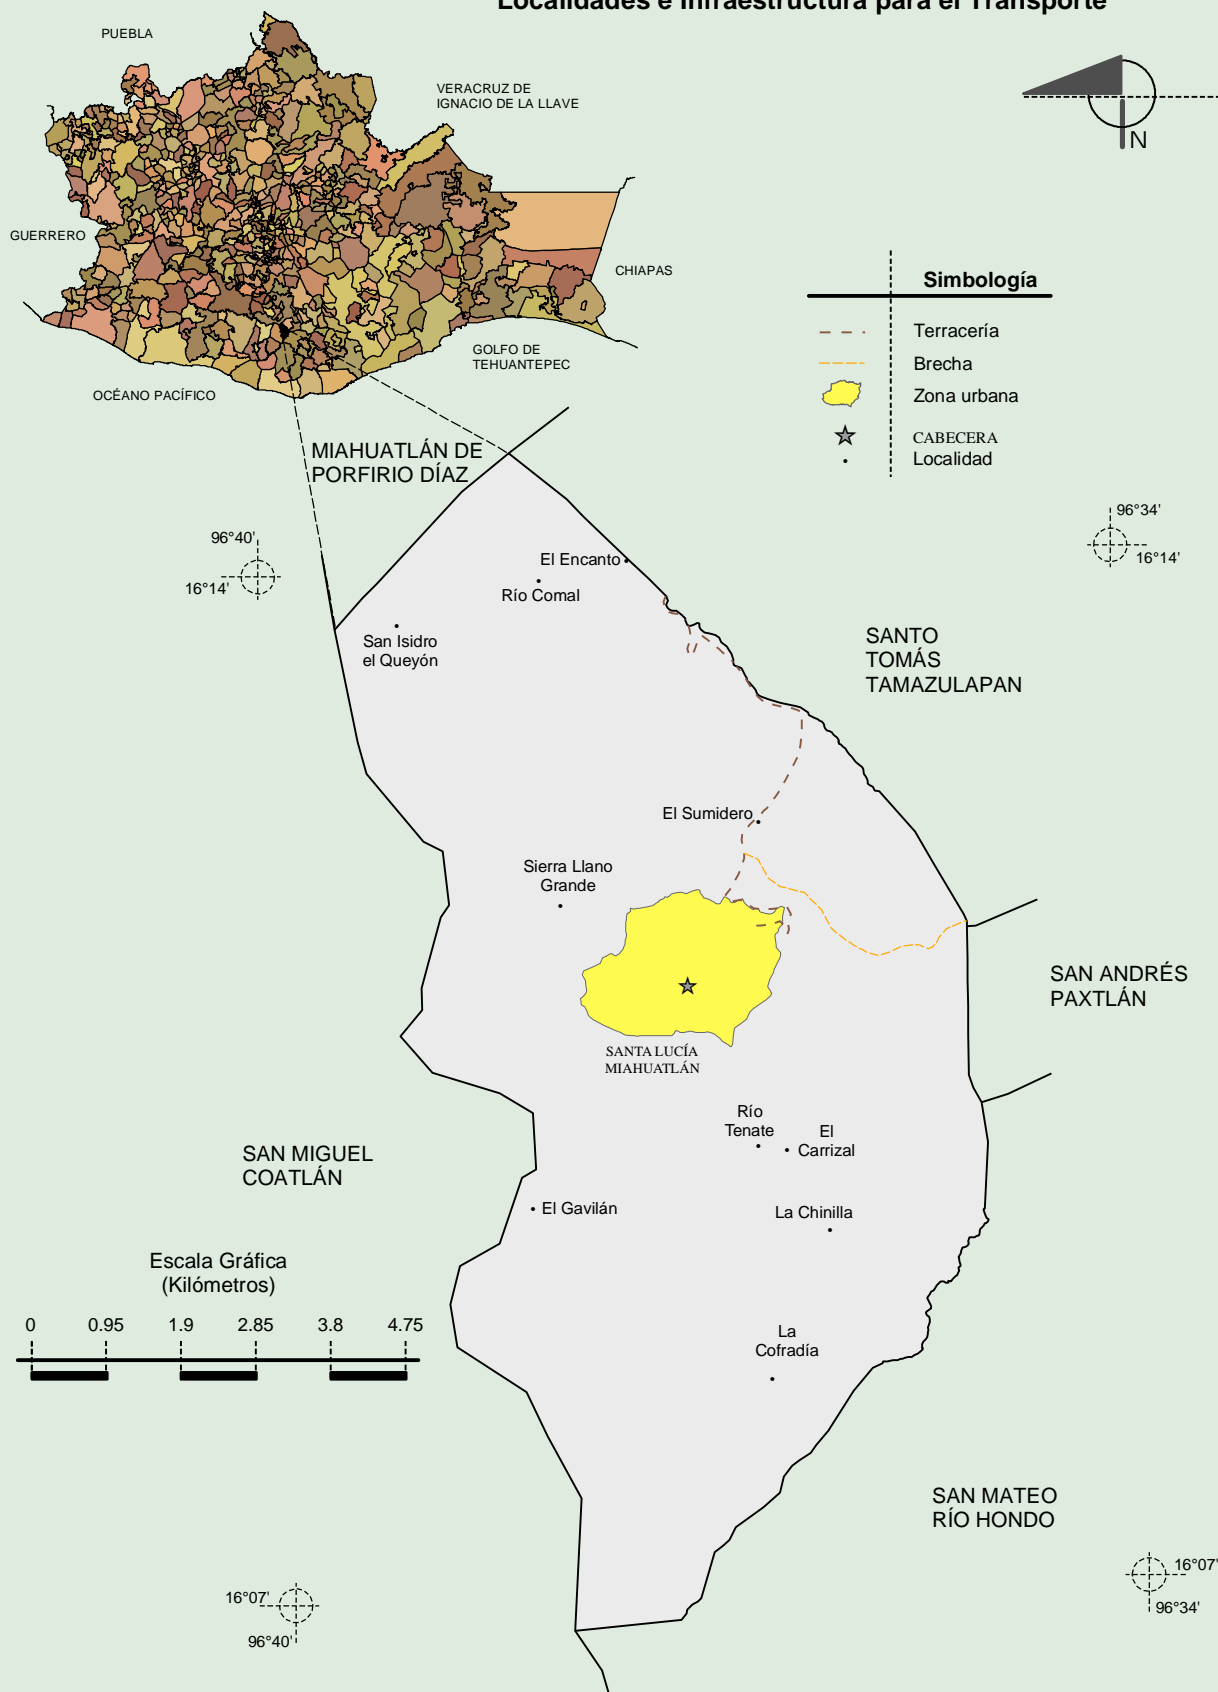 Localidades e Infraestructura para el Transporte
PUEBLA
VERACRUZ DE
IGNACIO DE LA LLAVE
GUERRERO
CHIAPAS
GOLFO DE
TEHUANTEPEC
OCÉANO PACÍFICO
N
Simbología
Terracería
Brecha
Zona urbana
CABECERA
Localidad
MIAHUATLÁN DE
PORFIRIO DÍAZ
96°40'
16°14'
96°34'
16°14'
El Encanto
Río Comal
San Isidro
el Queyón
SANTO
TOMÁS
TAMAZULAPAN
El Sumidero
Sierra Llano
Grande
SAN ANDRÉS
PAXTLÁN
SANTA LUCÍA
MIAHUATLÁN
Río
Tenate
El
Carrizal
SAN MIGUEL
COATLÁN
El Gavilán
La Chinilla
Escala Gráfica
(Kilómetros)
0 0.95 1.9 2.85 3.8 4.75
La
Cofradía
SAN MATEO
RÍO HONDO
16°07'
96°40'
16°07'
96°34'